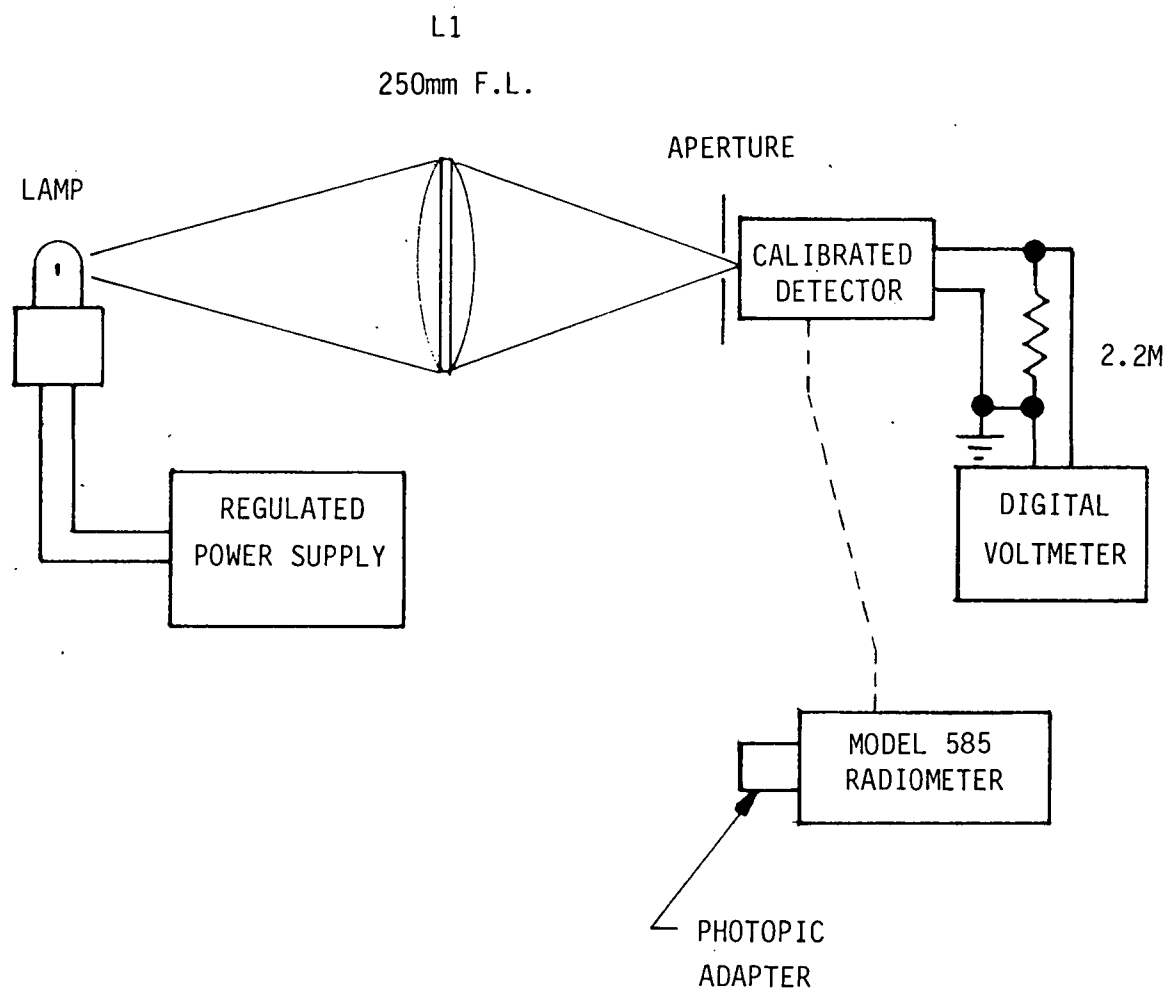 L1
250mm F.L.
APERTURE
LAMP
CALIBRATED
DETECTOR
2.2M
REGULATED
POWER SUPPLY
DIGITAL
VOLTMETER
MODEL 585
RADIOMETER
PHOTOPIC
ADAPTER